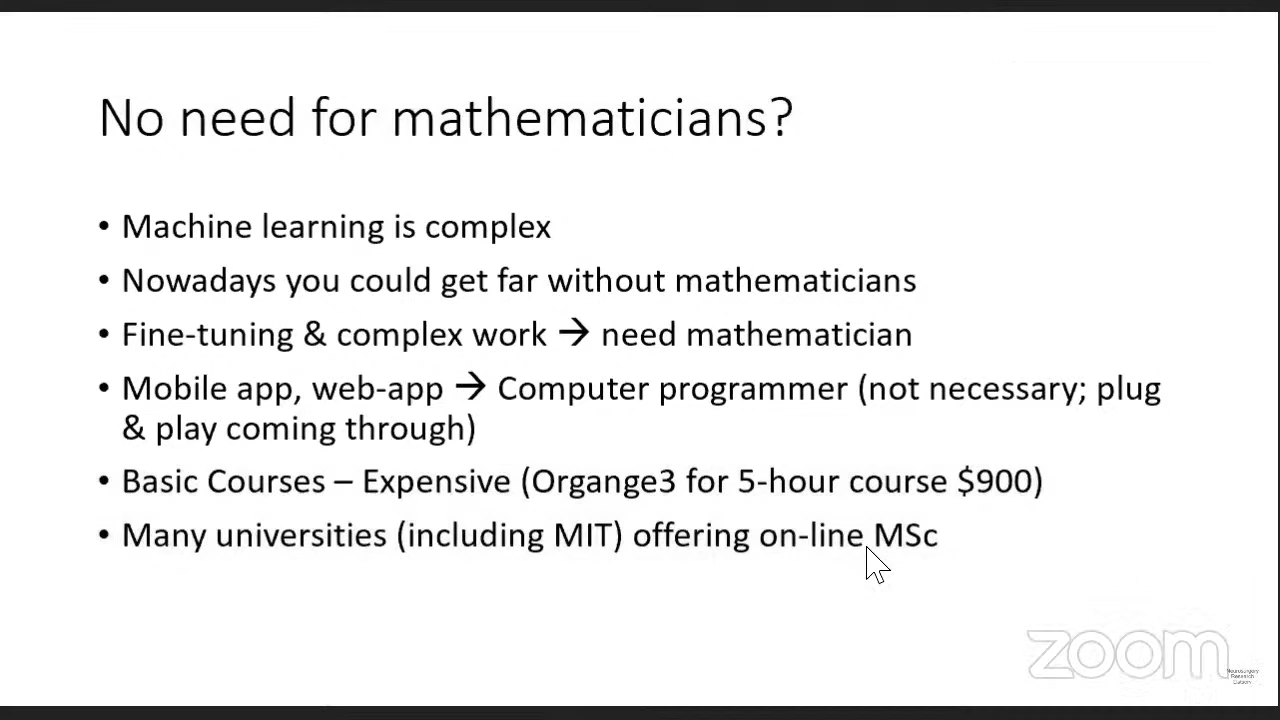 No need for mathematicians?
• Machine learning is complex
• Nowadays you could get far without mathematicians
• Fine-tuning & complex work → need mathematician
• Mobile app, web-app → Computer programmer (not necessary; plug
& play coming through)
• Basic Courses – Expensive (Organge3 for 5-hour course $900)
• Many universities (including MIT) offering on-line MSc
zoom
Neurosurgery
Research